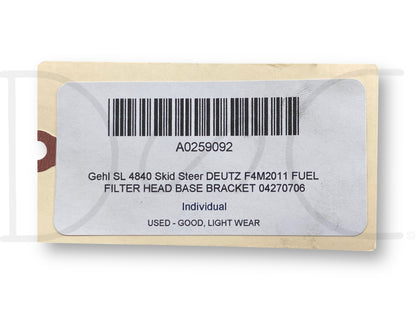 A0259092
Gehl SL 4840 Skid Steer DEUTZ F4M2011 FUEL
FILTER HEAD BASE BRACKET 04270706
Individual
USED - GOOD, LIGHT WEAR